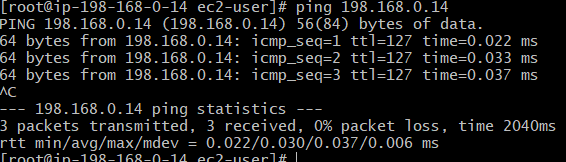 [root@ip-198-168-0-14 ec2-user]# ping 198.168.0.14
PING 198.168.0.14 (198.168.0.14) 56(84) bytes of data.
64 bytes from 198.168.0.14: icmp_seq=1 ttl=127 time=0.022 ms
64 bytes from 198.168.0.14: icmp_seq=2 ttl=127 time=0.033 ms
64 bytes from 198.168.0.14: icmp_seq=3 ttl=127 time=0.037 ms
^C
--- 198.168.0.14 ping statistics ---
3 packets transmitted, 3 received, 0% packet loss, time 2040ms
rtt min/avg/max/mdev = 0.022/0.030/0.037/0.006 ms
[root@ip-198-168-0-14 ec2-user]#